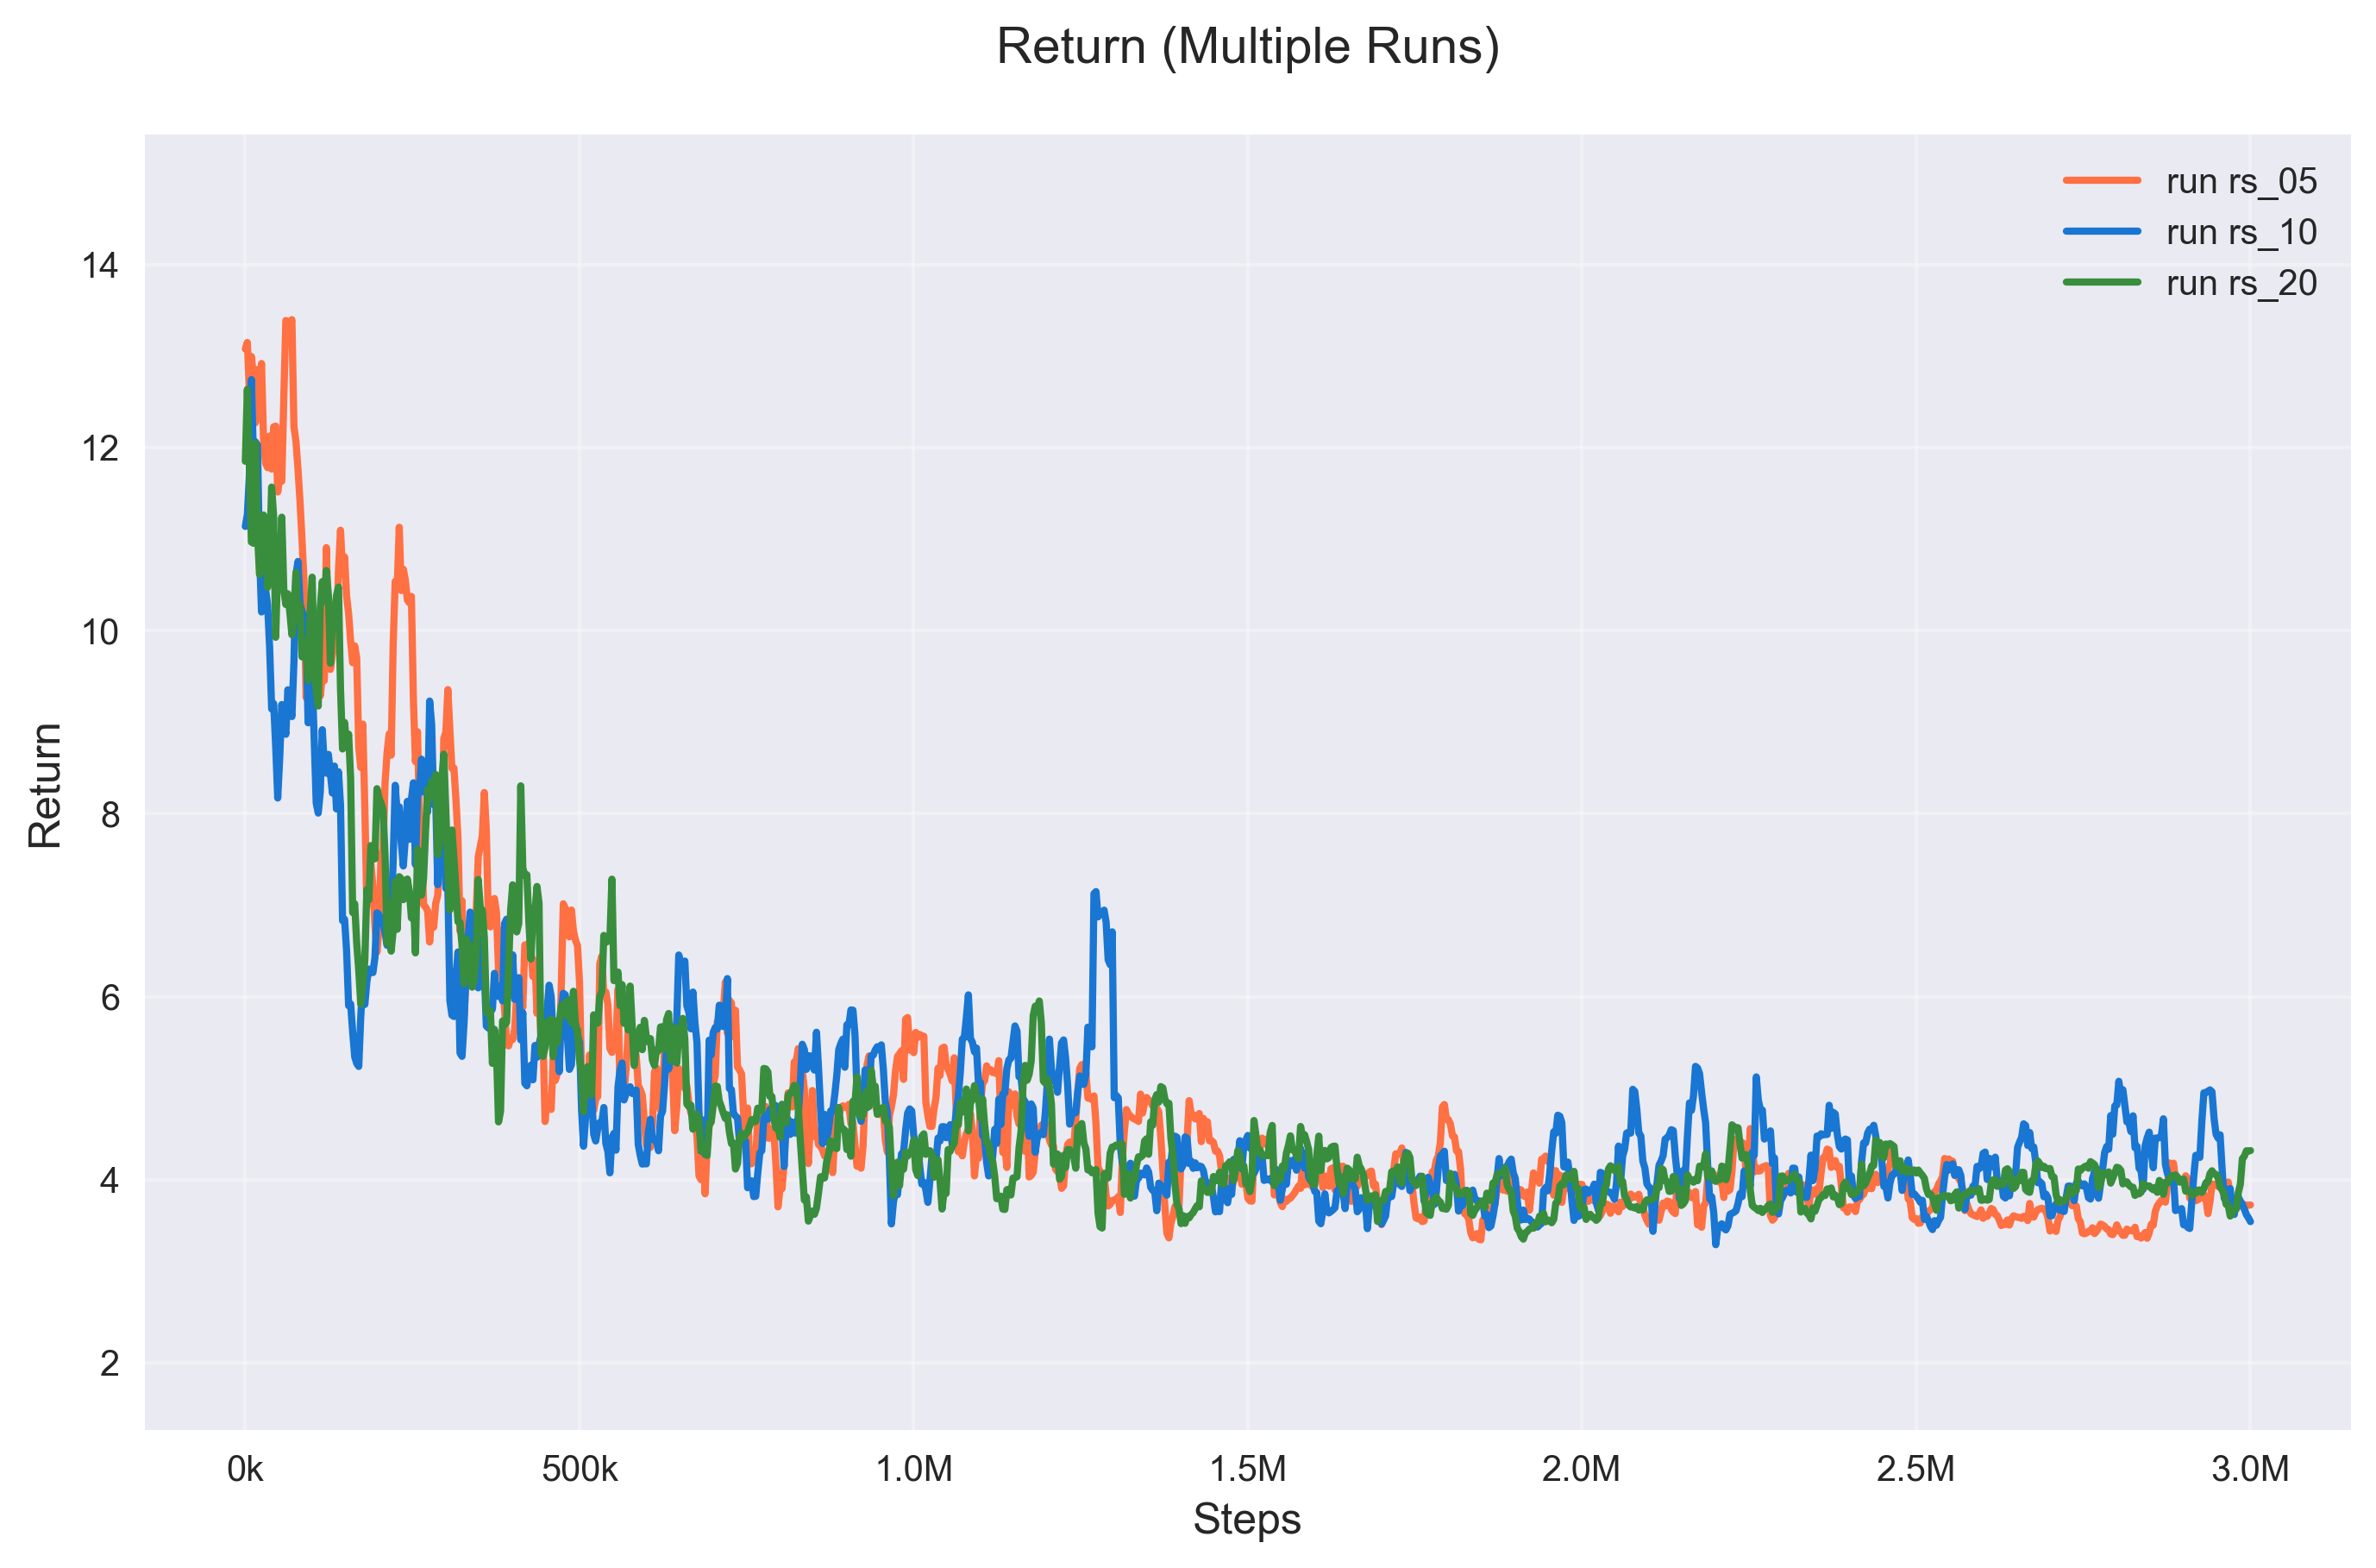 Return (Multiple Runs)
run rs_05
run rs_10
run rs_20
14
12
10
8
6
4
2
Return
0k 500k 1.0M 1.5M 2.0M 2.5M 3.0M
Steps